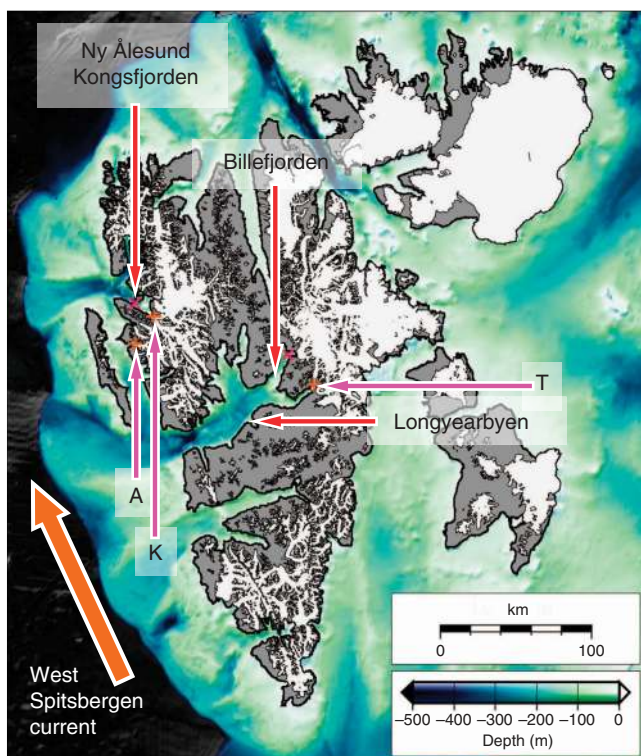 Ny Ålesund
Kongsfjorden
Billefjorden
T
Longyearbyen
A
K
West
Spitsbergen
current
km
0 100
–500 –400 –300 –200 –100 0
Depth (m)